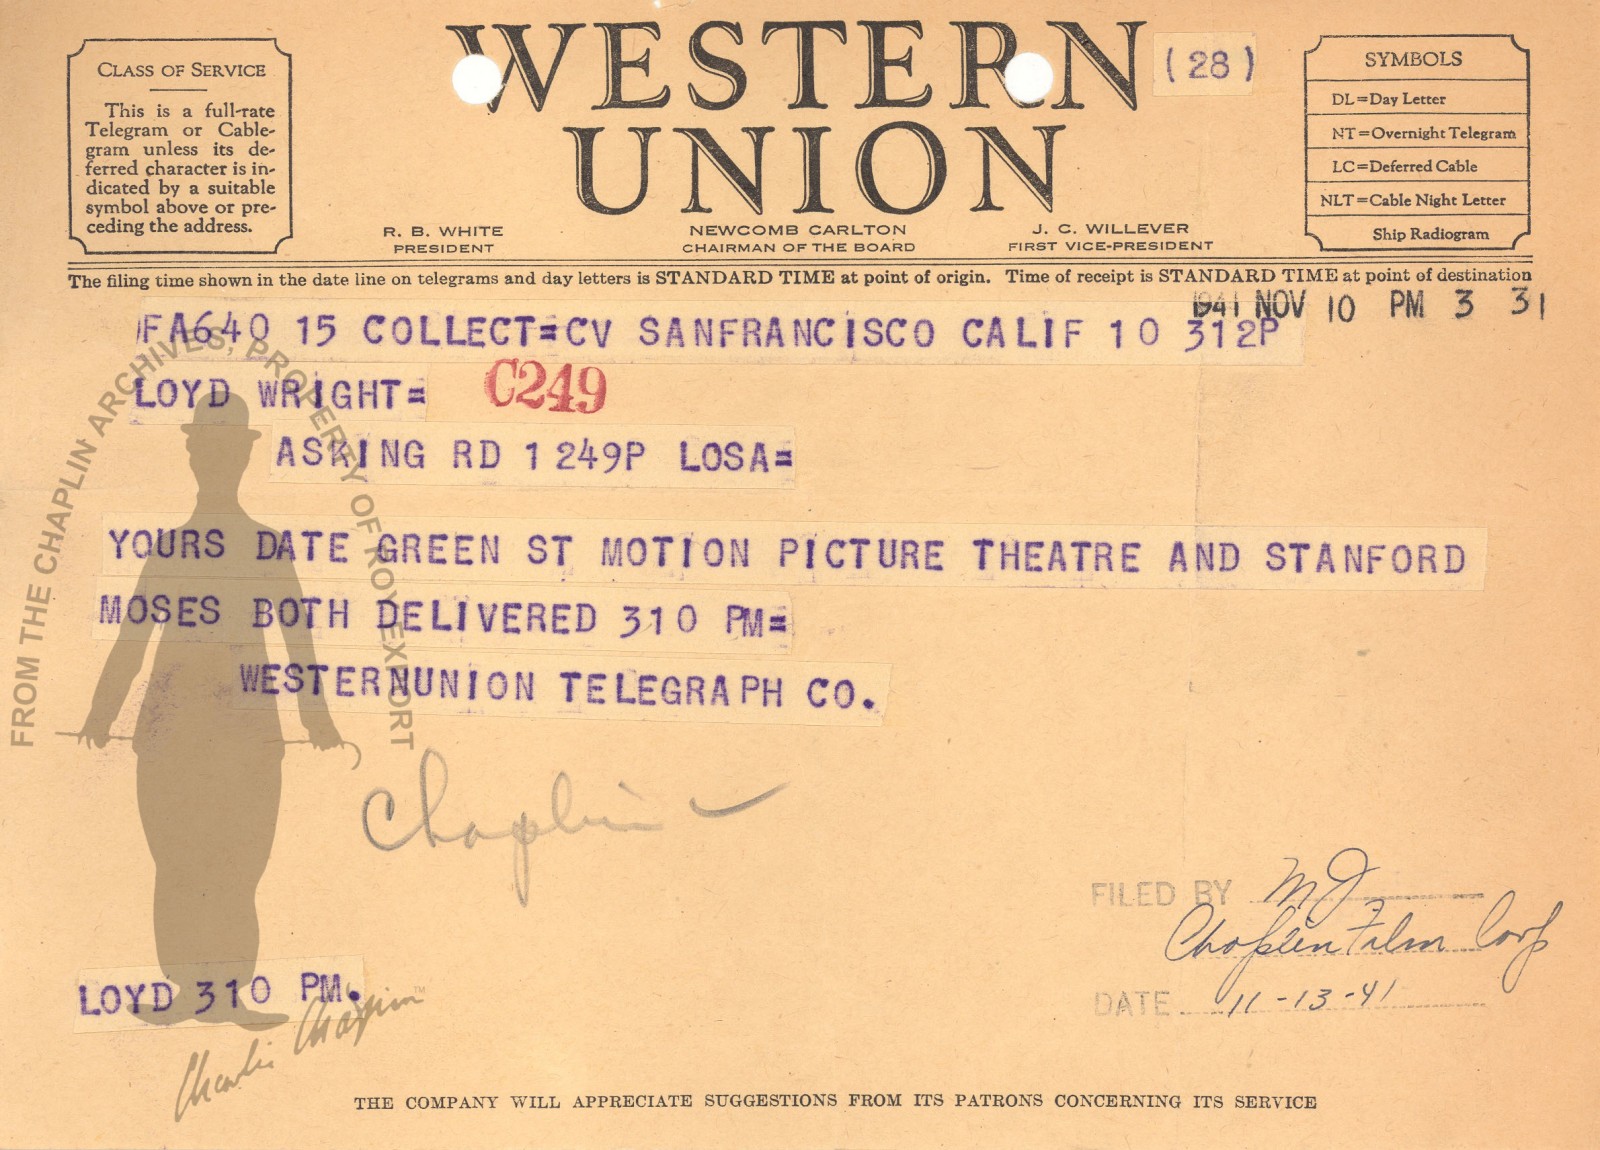 WESTERN
UNION
(28)
CLASS OF SERVICE
This is a full-rate
Telegram or Cable-
gram unless its de-
ferred character is in-
dicated by a suitable
symbol above or pre-
ceding the address.
R. B. WHITE
PRESIDENT
NEWCOMB CARLTON
CHAIRMAN OF THE BOARD
J. C. WILLEVER
FIRST VICE-PRESIDENT
SYMBOLS
DL=Day Letter
NT=Overnight Telegram
LC=Deferred Cable
NLT=Cable Night Letter
Ship Radiogram
The filing time shown in the date line on telegrams and day letters is STANDARD TIME at point of origin. Time of receipt is STANDARD TIME at point of destination
1941 NOV 10 PM 3 31
FA640 15 COLLECT=CV SANFRANCISCO CALIF 10 312P
LOYD WRIGHT=
C249
ASKING RD 1249P LOSA=
YOURS DATE GREEN ST MOTION PICTURE THEATRE AND STANFORD
MOSES BOTH DELIVERED 310 PM=
WESTERNUNION TELEGRAPH CO.
Chaplin
FILED BY MJ
Chaplin Film Corp
DATE 11-13-41
LOYD 310 PM.
Charlie Chaplin™
FROM THE CHAPLIN ARCHIVES, PROPERTY OF ROY EXPORT
THE COMPANY WILL APPRECIATE SUGGESTIONS FROM ITS PATRONS CONCERNING ITS SERVICE